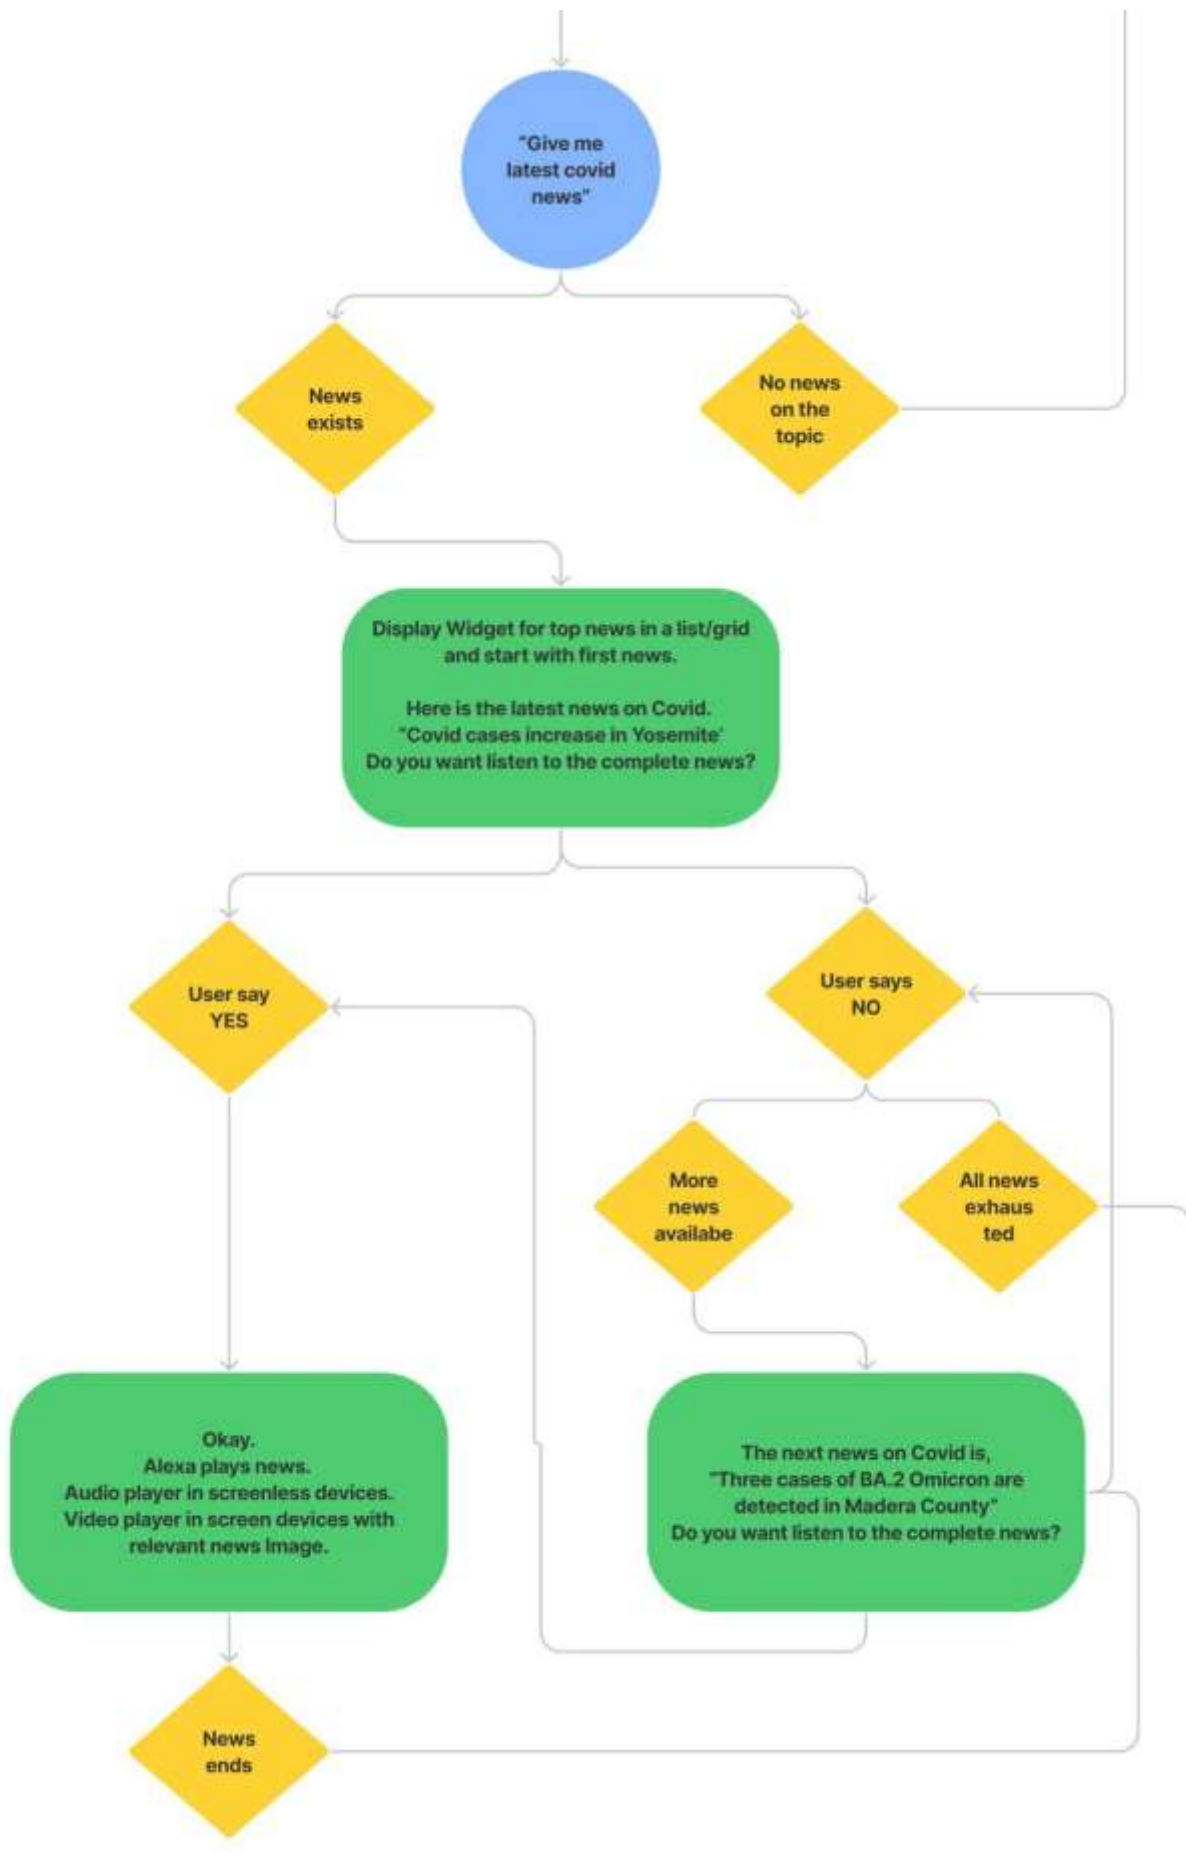 "Give me
latest covid
news"
News
exists
No news
on the
topic
Display Widget for top news in a list/grid
and start with first news.
Here is the latest news on Covid.
"Covid cases increase in Yosemite'
Do you want listen to the complete news?
User say
YES
User says
NO
More
news
availabe
All news
exhaus
ted
Okay.
Alexa plays news.
Audio player in screenless devices.
Video player in screen devices with
relevant news Image.
The next news on Covid is,
"Three cases of BA.2 Omicron are
detected in Madera County"
Do you want listen to the complete news?
News
ends